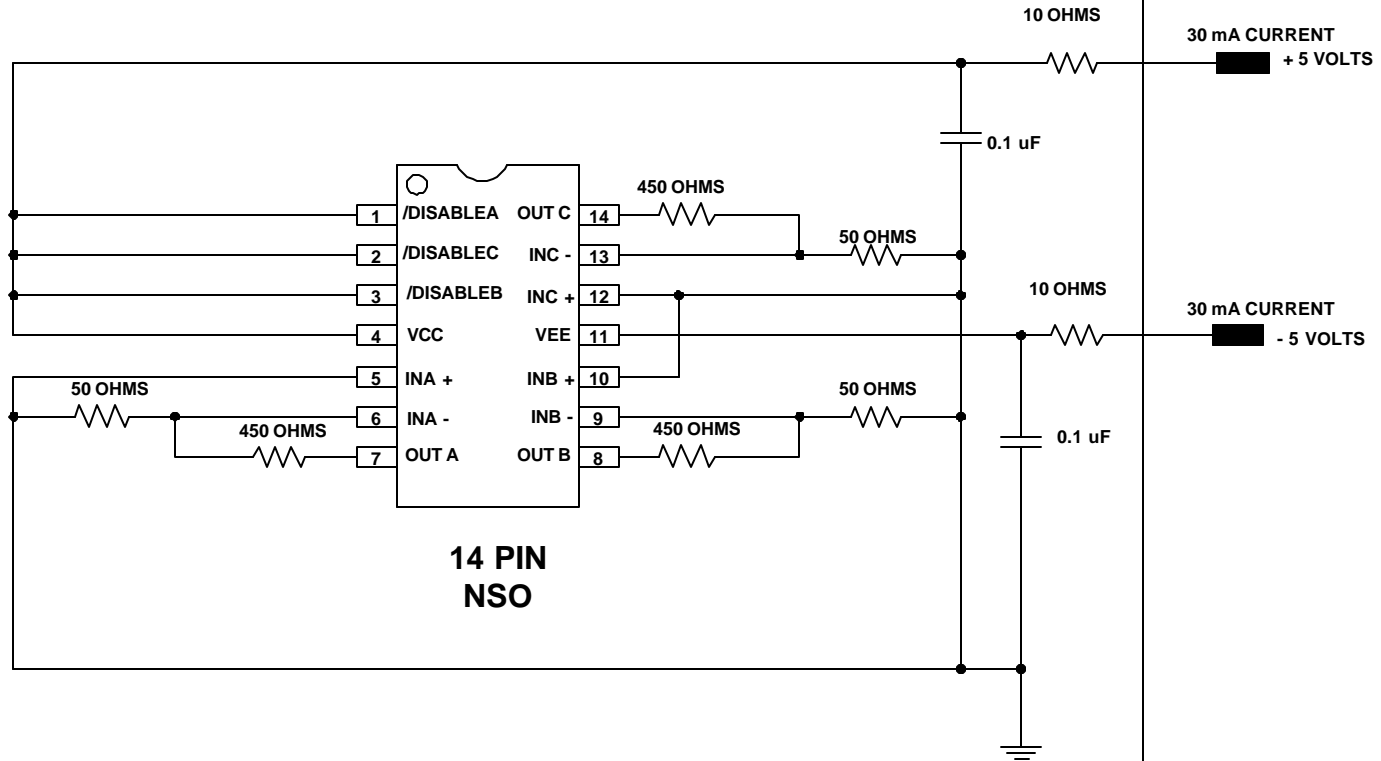 10 OHMS
30 mA CURRENT
+ 5 VOLTS
0.1 uF
450 OHMS
1 /DISABLEA OUT C 14
50 OHMS
2 /DISABLEC INC - 13
3 /DISABLEB INC + 12
10 OHMS
30 mA CURRENT
4 VCC VEE 11
- 5 VOLTS
5 INA + INB + 10
50 OHMS
50 OHMS
6 INA - INB - 9
450 OHMS
450 OHMS
0.1 uF
7 OUT A OUT B 8
14 PIN
NSO